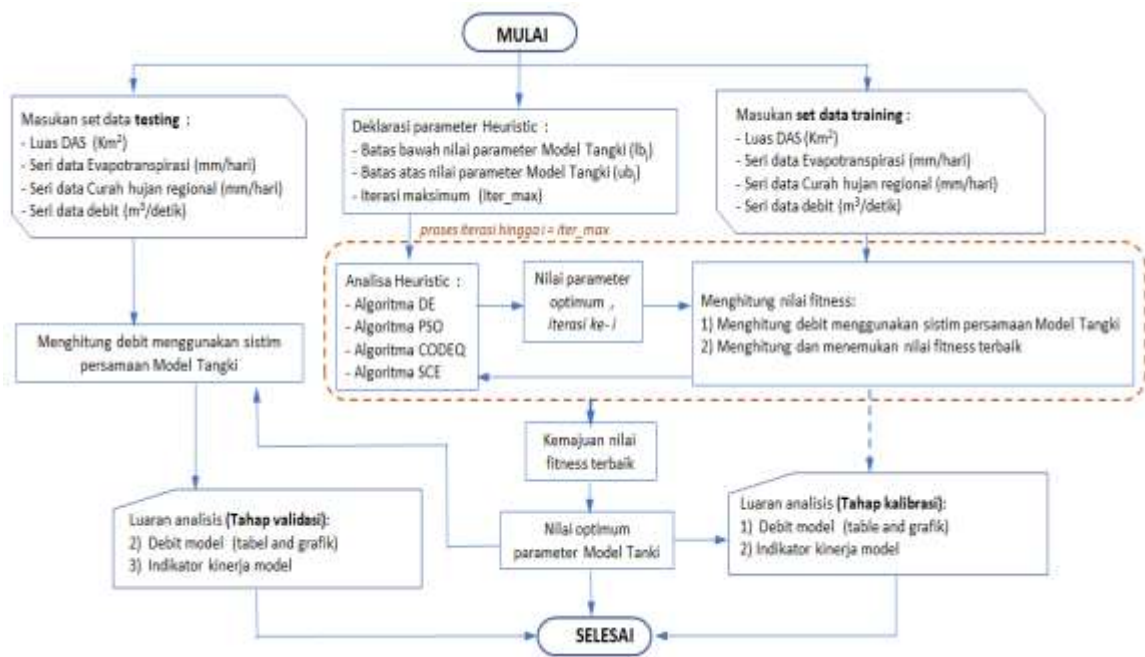 MULAI
Masukan set data testing :
- Luas DAS (Km²)
- Seri data Evapotranspirasi (mm/hari)
- Seri data Curah hujan regional (mm/hari)
- Seri data debit (m³/detik)
Deklarasi parameter Heuristic :
- Batas bawah nilai parameter Model Tangki (lbj)
- Batas atas nilai parameter Model Tangki (ubj)
- Iterasi maksimum (Iter_max)
Masukan set data training :
- Luas DAS (Km²)
- Seri data Evapotranspirasi (mm/hari)
- Seri data Curah hujan regional (mm/hari)
- Seri data debit (m³/detik)
proses iterasi hingga i = iter_max
Analisa Heuristic :
- Algoritma DE
- Algoritma PSO
- Algoritma CODEQ
- Algoritma SCE
Nilai parameter
optimum ,
iterasi ke- i
Menghitung nilai fitness:
1) Menghitung debit menggunakan sistim persamaan Model Tangki
2) Menghitung dan menemukan nilai fitness terbaik
Menghitung debit menggunakan sistim
persamaan Model Tangki
Kemajuan nilai
fitness terbaik
Luaran analisis (Tahap validasi):
2) Debit model (tabel and grafik)
3) Indikator kinerja model
Nilai optimum
parameter Model Tanki
Luaran analisis (Tahap kalibrasi):
1) Debit model (table and grafik)
2) Indikator kinerja model
SELESAI